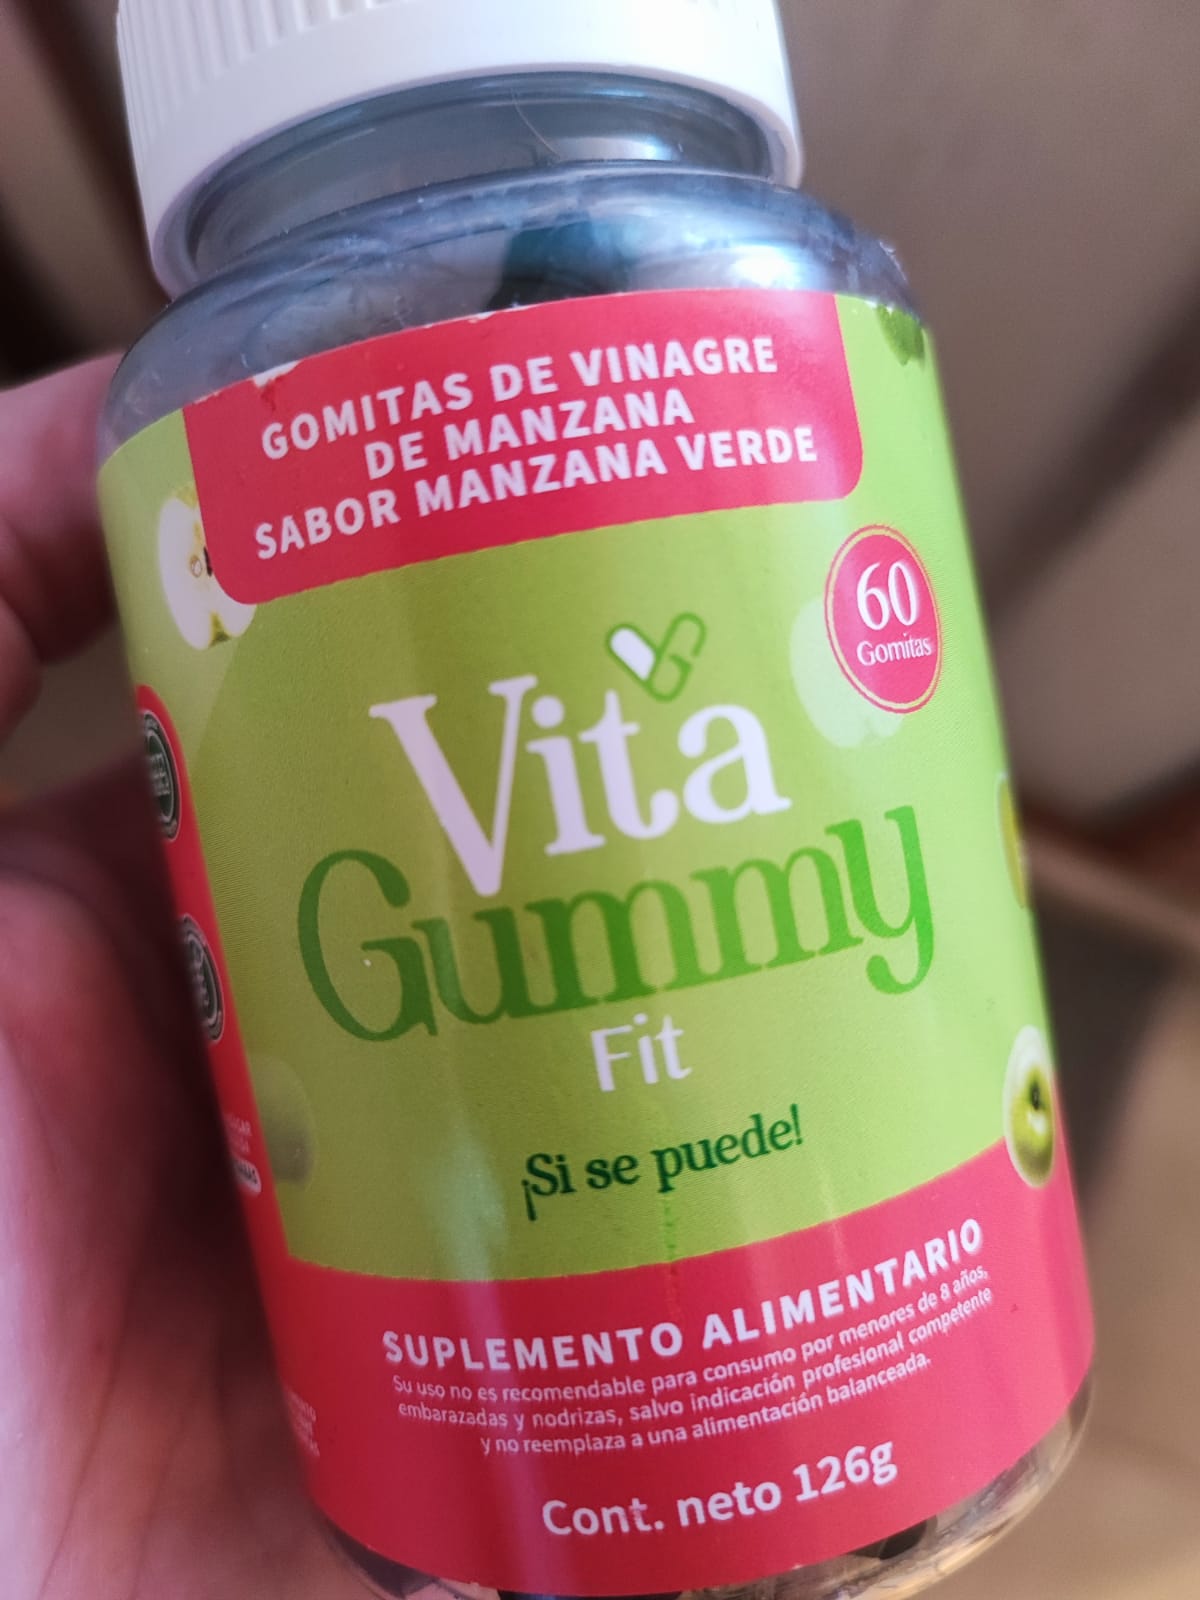 GOMITAS DE VINAGRE
DE MANZANA
SABOR MANZANA VERDE
60
Gomitas
Vita
Gummy
Fit
¡Si se puede!
SUPLEMENTO ALIMENTARIO
Su uso no es recomendable para consumo por menores de 8 años,
embarazadas y nodrizas, salvo indicación profesional competente
y no reemplaza a una alimentación balanceada.
Cont. neto 126g